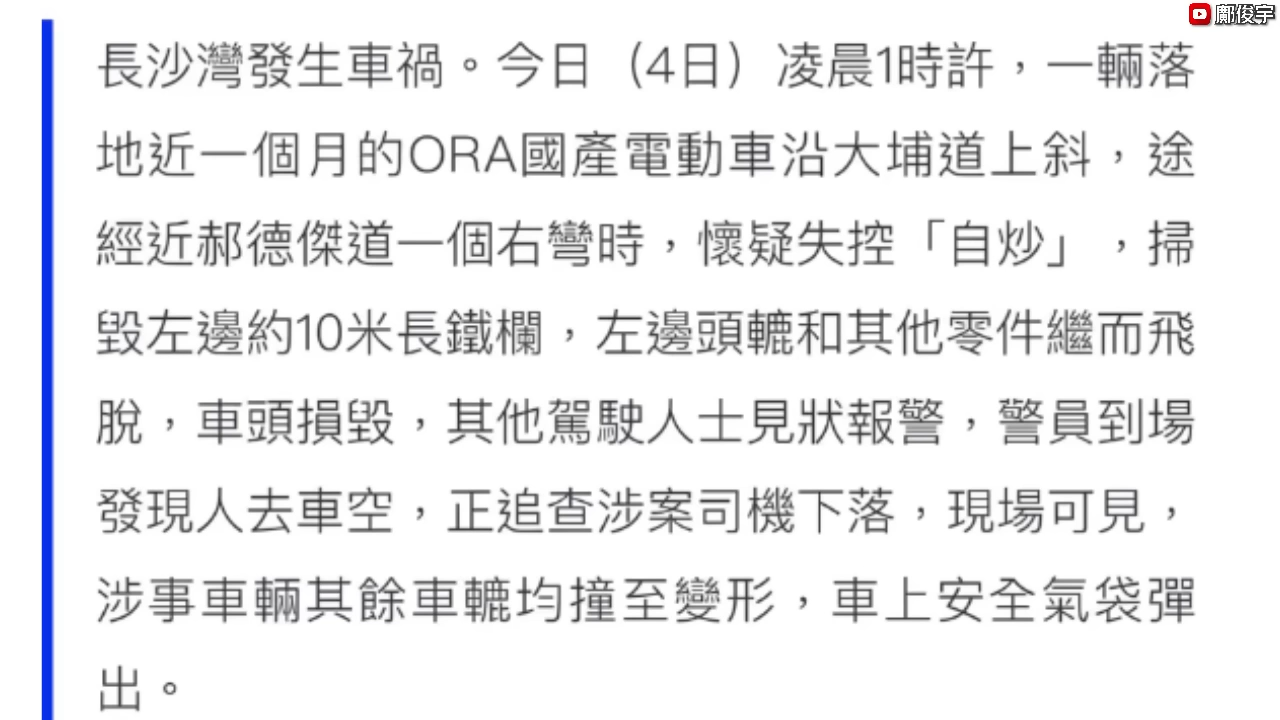 鄺俊宇
長沙灣發生車禍。今日（4日）凌晨1時許，一輛落
地近一個月的ORA國產電動車沿大埔道上斜，途
經近郝德傑道一個右彎時，懷疑失控「自炒」，掃
毀左邊約10米長鐵欄，左邊頭轆和其他零件繼而飛
脫，車頭損毀，其他駕駛人士見狀報警，警員到場
發現人去車空，正追查涉案司機下落，現場可見，
涉事車輛其餘車轆均撞至變形，車上安全氣袋彈
出。